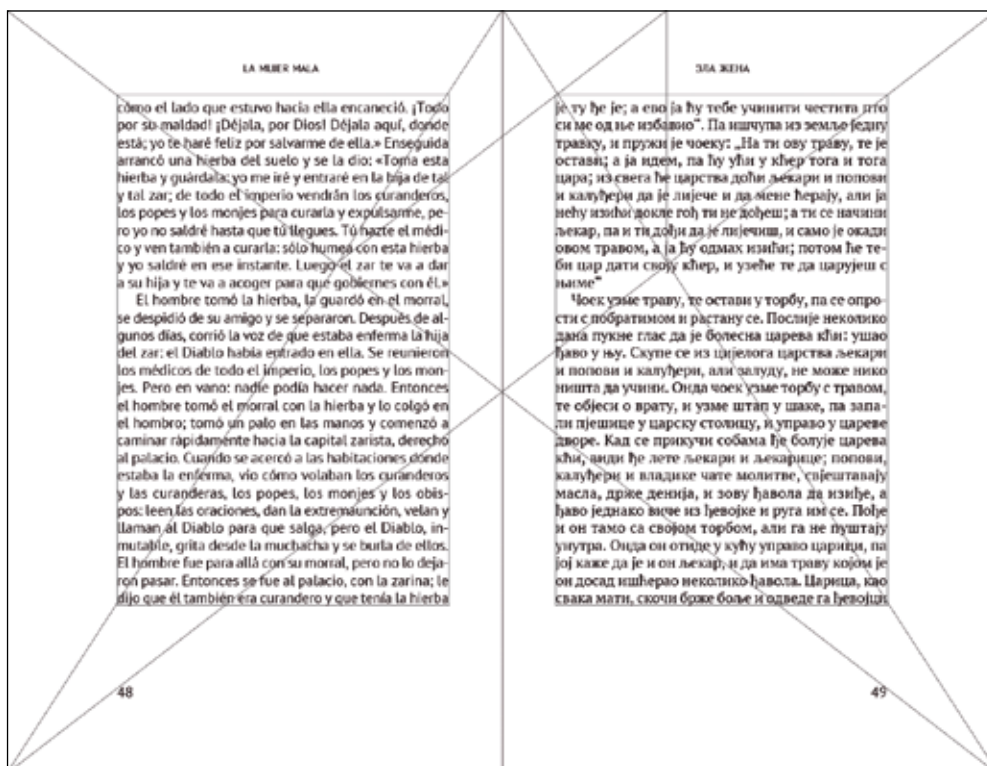 LA MUJER MALA
cómo el lado que estuvo hacia ella encaneció. ¡Todo
por su maldad! ¡Déjala, por Dios! Déjala aquí, donde
está; yo te haré feliz por salvarme de ella.» Enseguida
arrancó una hierba del suelo y se la dio: «Toma esta
hierba y guárdala; yo me iré y entraré en la hija de tal
y tal zar; de todo el imperio vendrán los curanderos,
los popes y los monjes para curarla y expulsarme, pe-
ro yo no saldré hasta que tú llegues. Tú hazte el médi-
co y ven también a curarla; sólo humea con esta hierba
y yo saldré en ese instante. Luego el zar te va a dar
a su hija y te va a acoger para que gobiernes con él.»
El hombre tomó la hierba, la guardó en el morral,
se despidió de su amigo y se separaron. Después de al-
gunos días, corrió la voz de que estaba enferma la hija
del zar: el Diablo había entrado en ella. Se reunieron
los médicos de todo el imperio, los popes y los mon-
jes. Pero en vano: nadie podía hacer nada. Entonces
el hombre tomó el morral con la hierba y lo colgó en
el hombro; tomó un palo en las manos y comenzó a
caminar rápidamente hacia la capital zarista, derecho
al palacio. Cuando se acercó a las habitaciones donde
estaba la enferma, vio cómo volaban los curanderos
y las curanderas, los popes, los monjes y los obis-
pos: leen las oraciones, dan la extremaunción, velan y
llaman al Diablo para que salga, pero el Diablo, in-
mutable, grita desde la muchacha y se burla de ellos.
El hombre fue para allá con su morral, pero no lo deja-
ron pasar. Entonces se fue al palacio, con la zarina; le
dijo que él también era curandero y que tenía la hierba
48
ЗЛА ЖЕНА
је ту ђе је; а ево ја ћу тебе учинити честита што
си ме од ње избавио“. Па ишчупа из земље једну
травку, и пружи је чоеку: „На ти ову траву, те је
остави; а ја идем, па ћу ући у кћер тога и тога
цара; из свега ће царства доћи љекари и попови
и калуђери да је лијече и да мене ћерају, али ја
нећу изићи докле гођ ти не дођеш; а ти се начини
љекар, па и ти дођи да је лијечиш, и само је окади
овом травом, а ја ћу одмах изићи; потом ће те-
би цар дати своју кћер, и узеће те да царујеш с
њиме“
Чоек узме траву, те остави у торбу, па се опро-
сти с побратимом и растану се. Послије неколико
дана пукне глас да је болесна царева кћи: ушао
ђаво у њу. Скупе се из цијелога царства љекари
и попови и калуђери, али залуду, не може нико
ништа да учини. Онда чоек узме торбу с травом,
те објеси о врату, и узме штап у шаке, па запа-
ли пјешице у царску столицу, и управо у цареве
дворе. Кад се прикучи собама ђе болује царева
кћи, види ђе лете љекари и љекарице; попови,
калуђери и владике чате молитве, свјештавају
масла, држе денија, и зову ђавола да изиђе, а
ђаво једнако виче из ђевојке и руга им се. Пође
и он тамо са својом торбом, али га не пуштају
унутра. Онда он отиде у кућу управо царици, па
јој каже да је и он љекар, и да има траву којом је
он досад ишћерао неколико ђавола. Царица, као
свака мати, скочи брже боље и одведе га ђевојци
49